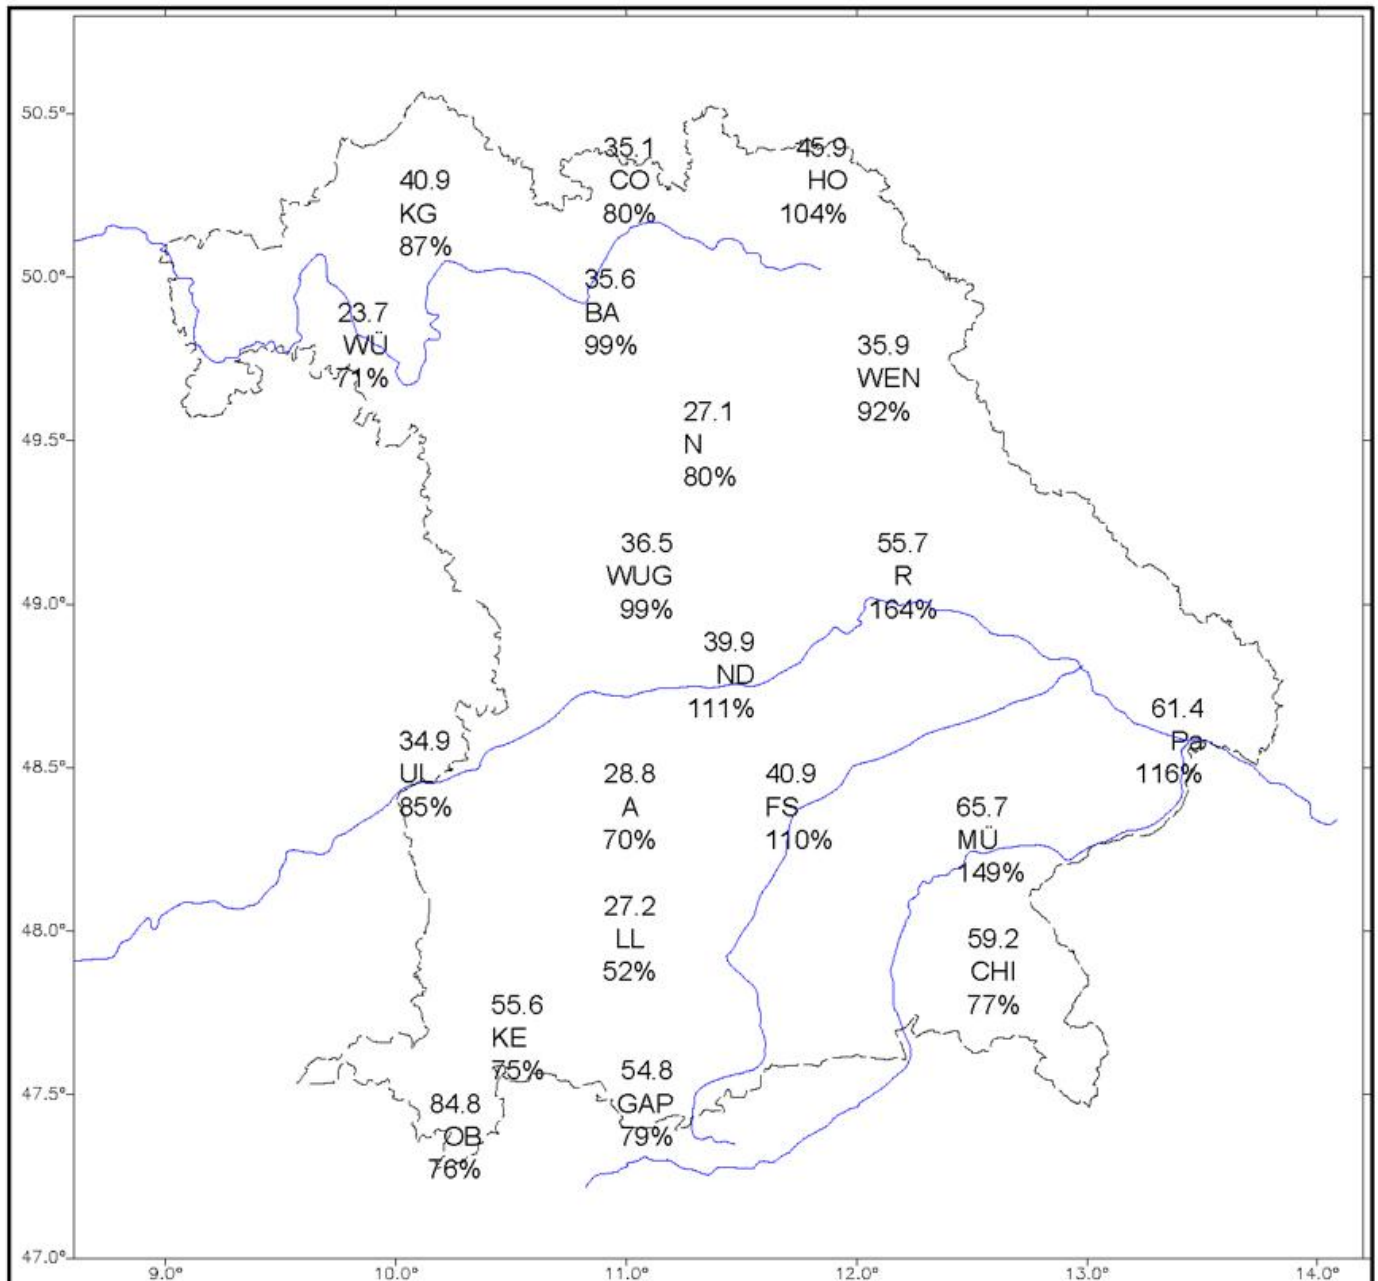 50.5°
35.1
CO
80%
45.9
HO
104%
40.9
KG
87%
50.0°
35.6
BA
99%
23.7
WÜ
71%
35.9
WEN
92%
49.5°
27.1
N
80%
36.5
WUG
99%
55.7
R
164%
49.0°
39.9
ND
111%
61.4
Pa
116%
34.9
UL
85%
48.5°
28.8
A
70%
40.9
FS
110%
65.7
MÜ
149%
27.2
LL
52%
48.0°
59.2
CHI
77%
55.6
KE
75%
54.8
GAP
79%
47.5°
84.8
OB
76%
47.0°
9.0°
10.0°
11.0°
12.0°
13.0°
14.0°